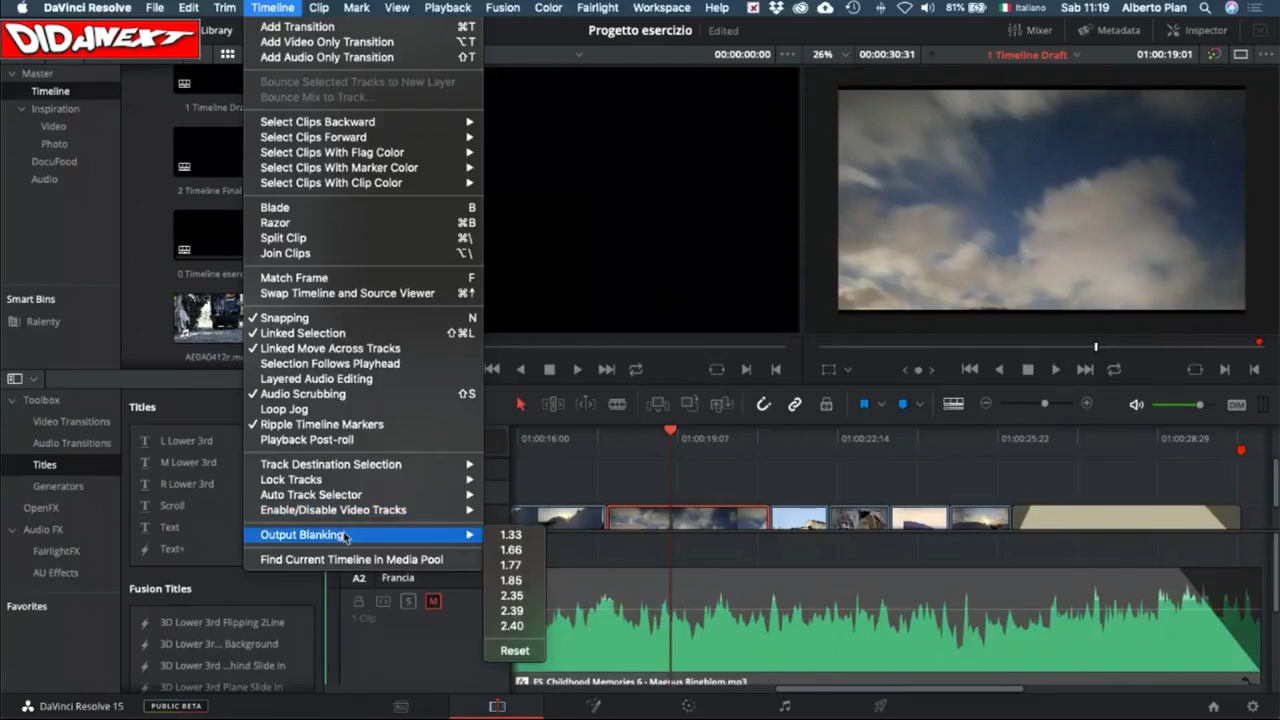 DaVinci Resolve File Edit Trim Timeline Clip Mark View Playback Fusion Color Fairlight Workspace Help 81% Italiano Sab 11:19 Alberto Pian
DIDANEXT
Library
Progetto esercizio Edited
Mixer Metadata Inspector
00:00:00:00
26% 00:00:30:31 1 Timeline Draft 01:00:19:01
Master
Timeline
Inspiration
Video
Photo
DocuFood
Audio
Smart Bins
Ralenty
1 Timeline Dra
2 Timeline Final
0 Timeline eserc
AE0A0412r.m
Add Transition ⌘T
Add Video Only Transition ⌥T
Add Audio Only Transition ⇧T
Bounce Selected Tracks to New Layer
Bounce Mix to Track...
Select Clips Backward
Select Clips Forward
Select Clips With Flag Color
Select Clips With Marker Color
Select Clips With Clip Color
Blade B
Razor ⌘B
Split Clip ⌘\
Join Clips ⌥\
Match Frame F
Swap Timeline and Source Viewer ⌘↑
✓ Snapping N
✓ Linked Selection ⇧⌘L
✓ Linked Move Across Tracks
Selection Follows Playhead
Layered Audio Editing
✓ Audio Scrubbing ⇧S
Loop Jog
✓ Ripple Timeline Markers
Playback Post-roll
Track Destination Selection
Lock Tracks
Auto Track Selector
Enable/Disable Video Tracks
Output Blanking
Find Current Timeline in Media Pool
1.33
1.66
1.77
1.85
2.35
2.39
2.40
Reset
Toolbox
Video Transitions
Audio Transitions
Titles
Generators
OpenFX
Audio FX
FairlightFX
AU Effects
Favorites
Titles
L Lower 3rd
M Lower 3rd
R Lower 3rd
Scroll
Text
Text+
Fusion Titles
3D Lower 3rd Flipping 2Line
3D Lower 3r... Background
3D Lower 3rd ...hind Slide In
3D Lower 3rd Plane Slide In
DIM
01:00:16:00 01:00:19:07 01:00:22:14 01:00:25:22 01:00:28:29
A2 Francia
S M
1 Clip
fx ES_Childhood Memories 6 - Magnus Ringblom.mp3
DaVinci Resolve 15 PUBLIC BETA